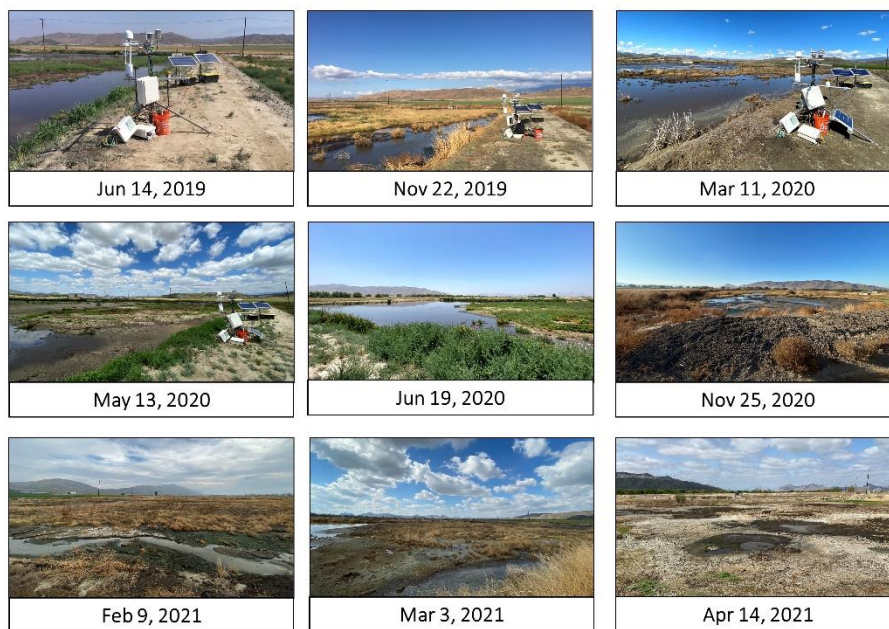 Jun 14, 2019
Nov 22, 2019
Mar 11, 2020
May 13, 2020
Jun 19, 2020
Nov 25, 2020
Feb 9, 2021
Mar 3, 2021
Apr 14, 2021